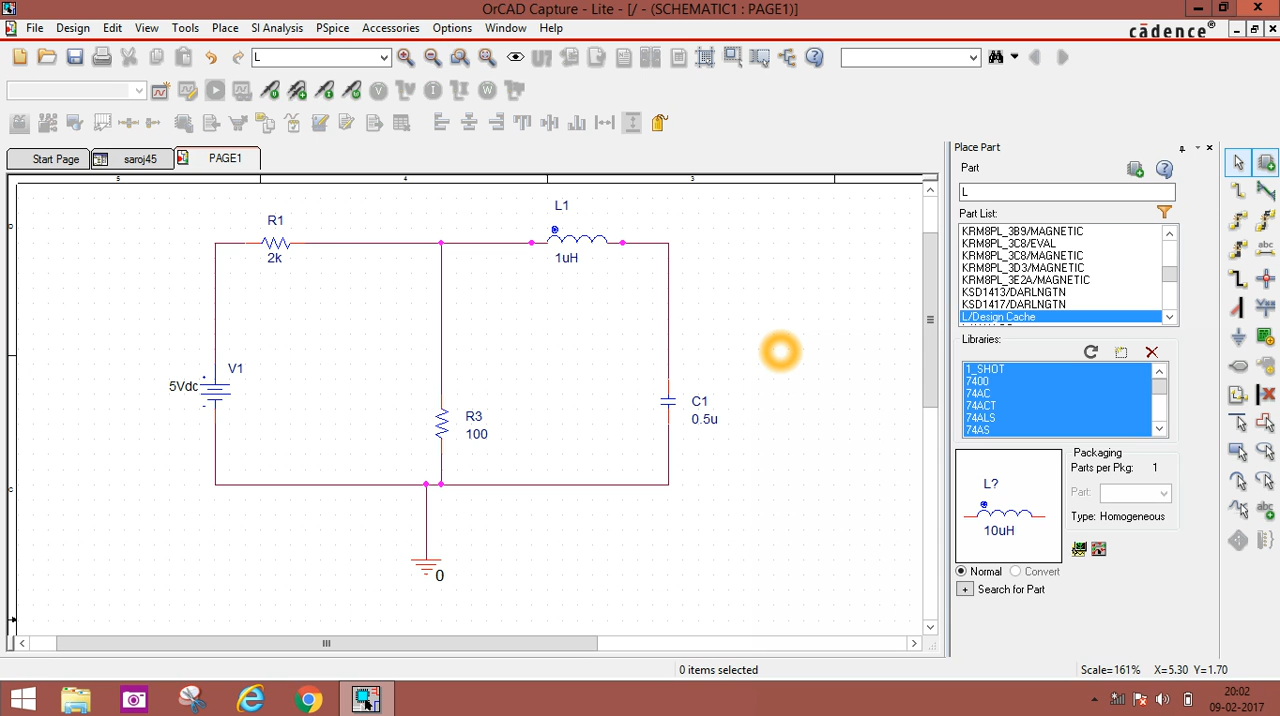 OrCAD Capture - Lite - [/ - (SCHEMATIC1 : PAGE1)]
File Design Edit View Tools Place SI Analysis PSpice Accessories Options Window Help
cādence®
L
Start Page saroj45 PAGE1
5 4 3
D
C
R1
2k
L1
1uH
V1
5Vdc
R3
100
C1
0.5u
0
Place Part
Part
L
Part List:
KRM8PL_3B9/MAGNETIC
KRM8PL_3C8/EVAL
KRM8PL_3C8/MAGNETIC
KRM8PL_3D3/MAGNETIC
KRM8PL_3E2A/MAGNETIC
KSD1413/DARLNGTN
KSD1417/DARLNGTN
L/Design Cache
Libraries:
1_SHOT
7400
74AC
74ACT
74ALS
74AS
L?
10uH
Packaging
Parts per Pkg: 1
Part:
Type: Homogeneous
Normal Convert
Search for Part
0 items selected
Scale=161% X=5.30 Y=1.70
20:02
09-02-2017